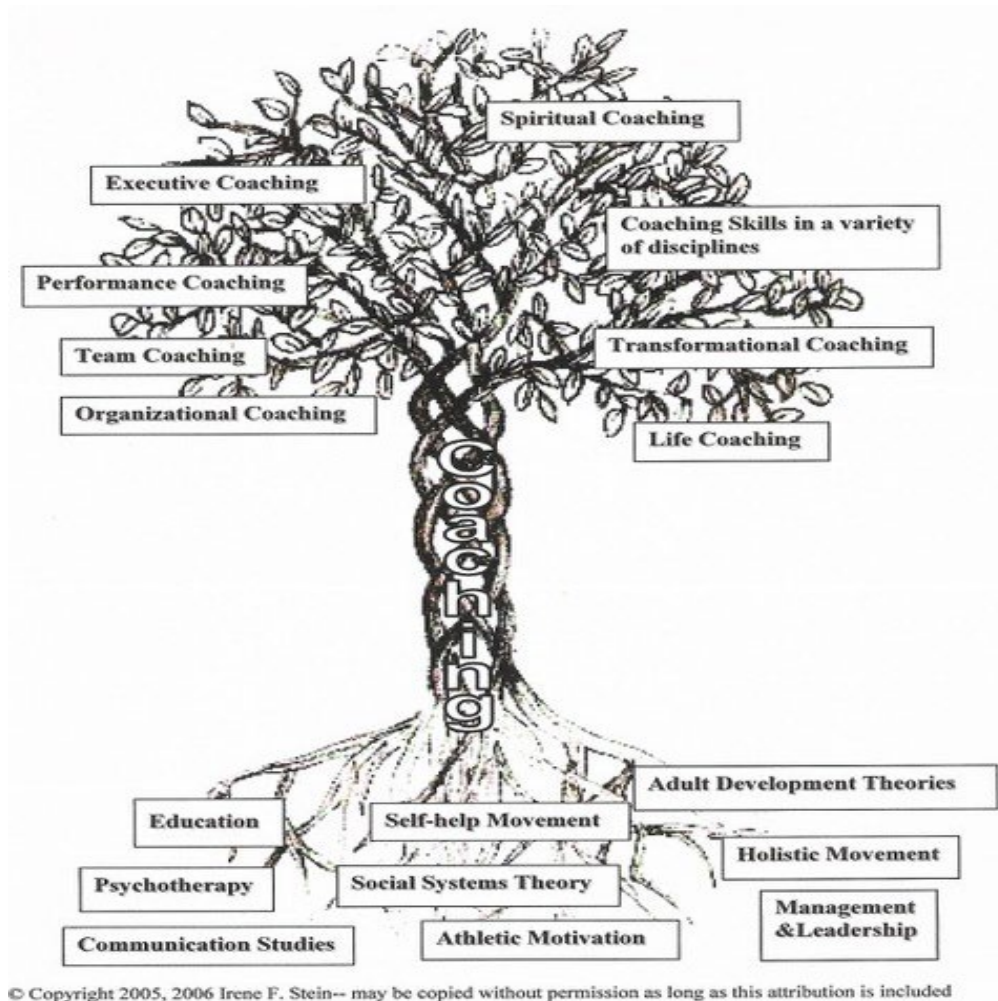 Spiritual Coaching
Executive Coaching
Coaching Skills in a variety
of disciplines
Performance Coaching
Team Coaching
Transformational Coaching
Organizational Coaching
Life Coaching
Coaching
Adult Development Theories
Education
Self-help Movement
Holistic Movement
Psychotherapy
Social Systems Theory
Management
&Leadership
Communication Studies
Athletic Motivation
© Copyright 2005, 2006 Irene F. Stein-- may be copied without permission as long as this attribution is included